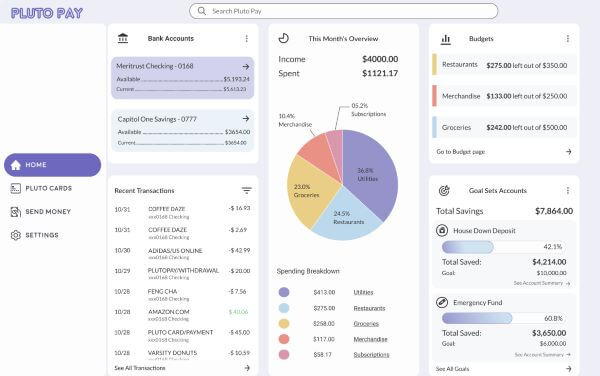 PLUTO PAY
Search Pluto Pay
HOME
PLUTO CARDS
SEND MONEY
SETTINGS
Bank Accounts
Meritrust Checking - 0168
Available $5,193.24
Current $5,613.23
Capitol One Savings - 0777
Available $3654.00
Current $3654.00
Recent Transactions
10/31 COFFEE DAZE -$ 16.93
xxx0168 Checking
10/31 COFFEE DAZE -$ 2.69
xxx0168 Checking
10/30 ADIDAS/US ONLINE -$ 42.99
xxx0168 Checking
10/29 PLUTOPAY/WITHDRAWAL -$ 20.00
xxx0168 Checking
10/28 FENG CHA -$ 7.56
xxx0168 Checking
10/28 AMAZON.COM $ 40.06
xxx0168 Checking
10/28 PLUTO CARD/PAYMENT -$ 45.00
xxx0168 Checking
10/28 VARSITY DONUTS -$ 10.59
xxx0168 Checking
See All Transactions
This Month's Overview
Income $4000.00
Spent $1121.17
05.2%
Subscriptions
10.4%
Merchandise
36.8%
Utilities
23.0%
Groceries
24.5%
Restaurants
Spending Breakdown
$413.00 Utilities
$275.00 Restaurants
$258.00 Groceries
$117.00 Merchandise
$58.17 Subscriptions
Budgets
Restaurants $275.00 left out of $350.00
Merchandise $133.00 left out of $250.00
Groceries $242.00 left out of $500.00
Go to Budget page
Goal Sets Accounts
Total Savings $7,864.00
House Down Deposit
42.1%
Total Saved: $4,214.00
Goal: $10,000.00
See Account Summary
Emergency Fund
60.8%
Total Saved: $3,650.00
Goal: $6,000.00
See Account Summary
See All Goals